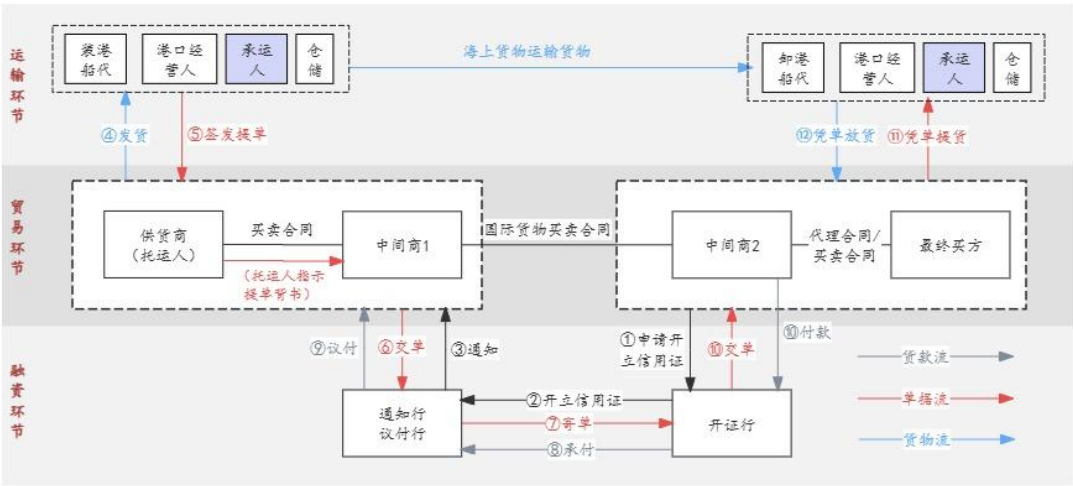 运输环节
装港
船代
港口经
营人
承运
人
仓
储
海上货物运输货物
卸港
船代
港口经
营人
承运
人
仓
储
④发货
⑤签发提单
⑫凭单放货
⑪凭单提货
贸易环节
供货商
（托运人）
买卖合同
（托运人指示
提单背书）
中间商1
国际货物买卖合同
中间商2
代理合同/
买卖合同
最终买方
⑨议付
⑥交单
③通知
①申请开
立信用证
⑩交单
⑩付款
融资环节
通知行
议付行
②开立信用证
⑦寄单
⑧承付
开证行
货款流
单据流
货物流